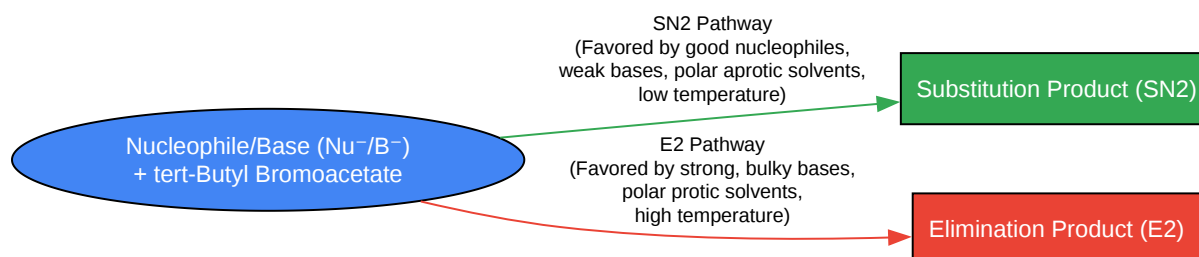 SN2 Pathway
(Favored by good nucleophiles,
weak bases, polar aprotic solvents,
low temperature)
Substitution Product (SN2)
Nucleophile/Base (Nu⁻/B⁻)
+ tert-Butyl Bromoacetate
E2 Pathway
(Favored by strong, bulky bases,
polar protic solvents,
high temperature)
Elimination Product (E2)